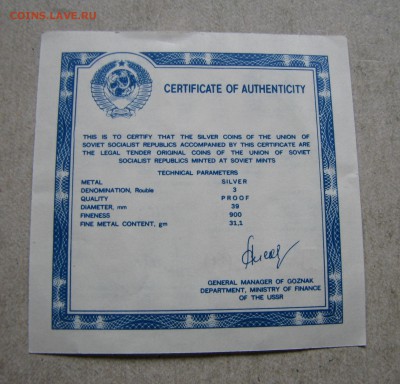 COINS.LAVE.RU
CERTIFICATE OF AUTHENTICITY
THIS IS TO CERTIFY THAT THE SILVER COINS OF THE UNION OF
SOVIET SOCIALIST REPUBLICS ACCOMPANIED BY THIS CERTIFICATE ARE
THE LEGAL TENDER ORIGINAL COINS OF THE UNION OF SOVIET
SOCIALIST REPUBLICS MINTED AT SOVIET MINTS
TECHNICAL PARAMETERS
METAL SILVER
DENOMINATION, Rouble 3
QUALITY PROOF
DIAMETER, mm 39
FINENESS 900
FINE METAL CONTENT, gm 31,1
GENERAL MANAGER OF GOZNAK
DEPARTMENT, MINISTRY OF FINANCE
OF THE USSR